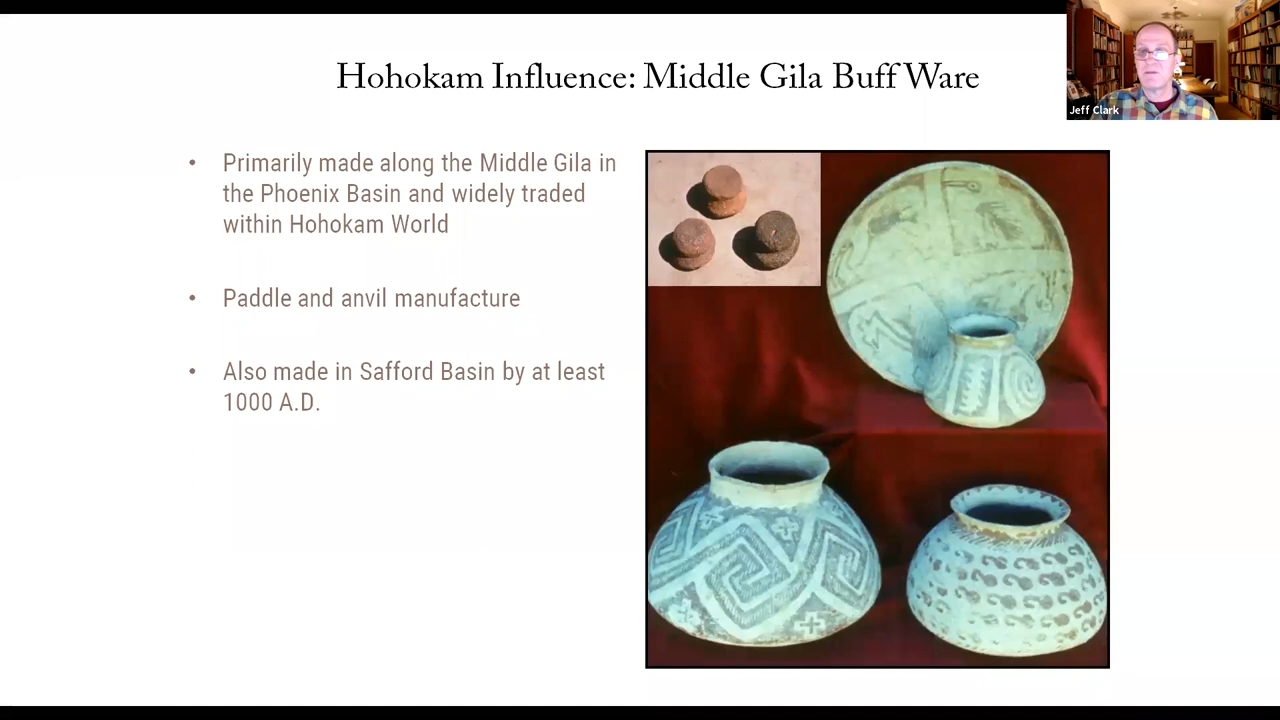 Hohokam Influence: Middle Gila Buff Ware
Jeff Clark
• Primarily made along the Middle Gila in
the Phoenix Basin and widely traded
within Hohokam World
• Paddle and anvil manufacture
• Also made in Safford Basin by at least
1000 A.D.